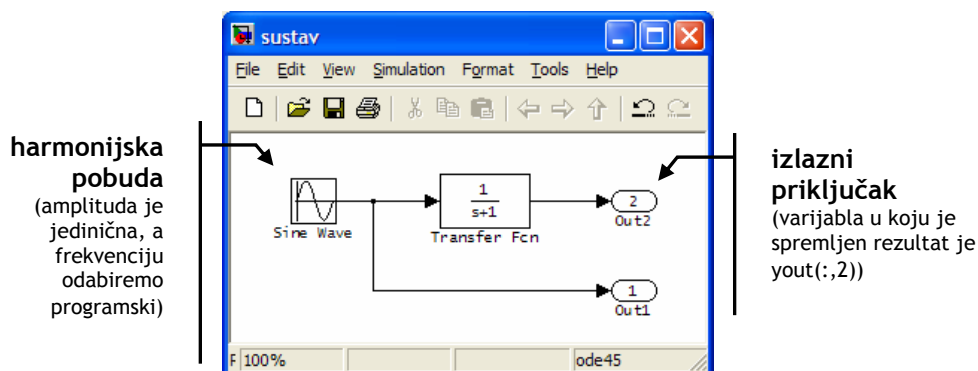 sustav
File Edit View Simulation Format Tools Help
harmonijska
pobuda
(amplituda je
jedinična, a
frekvenciju
odabiremo
programski)
Sine Wave
1
s+1
Transfer Fcn
2
Out2
1
Out1
izlazni
priključak
(varijabla u koju je
spremljen rezultat je
yout(:,2))
F 100% ode45